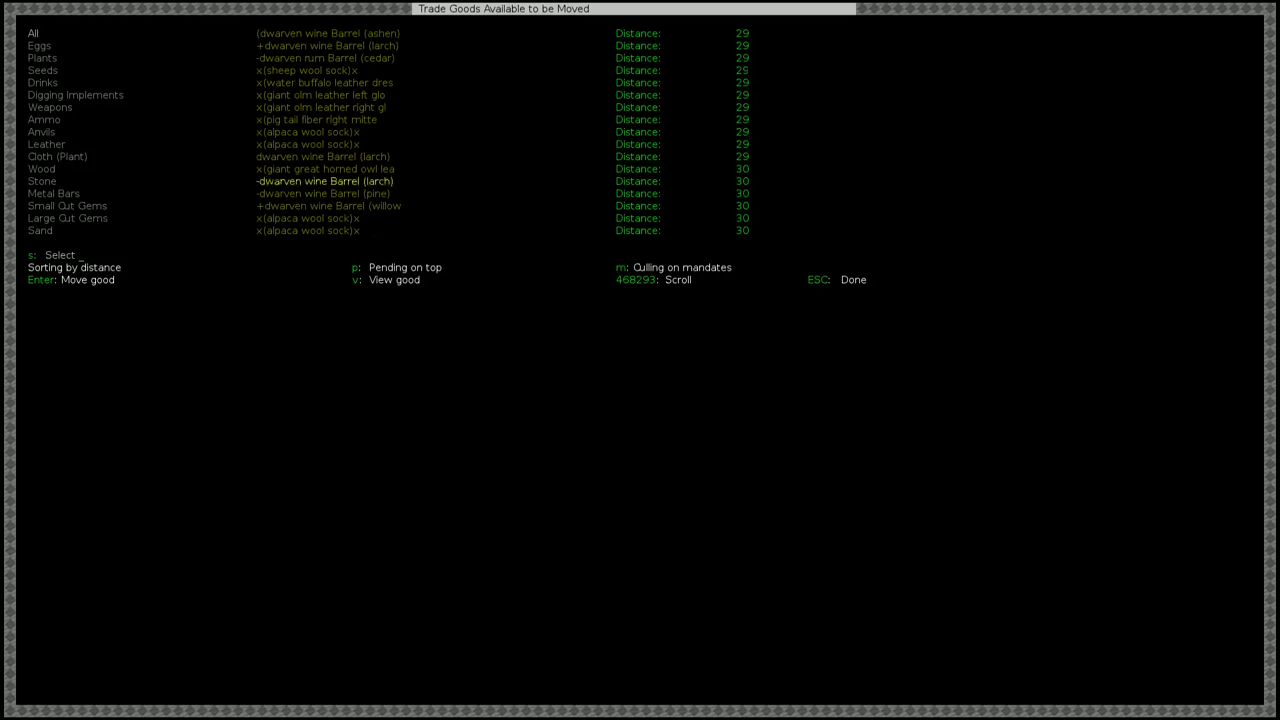 Trade Goods Available to be Moved
All (dwarven wine Barrel (ashen) Distance: 29
Eggs +dwarven wine Barrel (larch) Distance: 29
Plants -dwarven rum Barrel (cedar) Distance: 29
Seeds x(sheep wool sock)x Distance: 29
Drinks x(water buffalo leather dres Distance: 29
Digging Implements x(giant olm leather left glo Distance: 29
Weapons x(giant olm leather right gl Distance: 29
Ammo x(pig tail fiber right mitte Distance: 29
Anvils x(alpaca wool sock)x Distance: 29
Leather x(alpaca wool sock)x Distance: 29
Cloth (Plant) dwarven wine Barrel (larch) Distance: 29
Wood x(giant great horned owl lea Distance: 30
Stone -dwarven wine Barrel (larch) Distance: 30
Metal Bars -dwarven wine Barrel (pine) Distance: 30
Small Cut Gems +dwarven wine Barrel (willow Distance: 30
Large Cut Gems x(alpaca wool sock)x Distance: 30
Sand x(alpaca wool sock)x Distance: 30
s: Select _
Sorting by distance p: Pending on top m: Culling on mandates
Enter: Move good v: View good 468293: Scroll ESC: Done